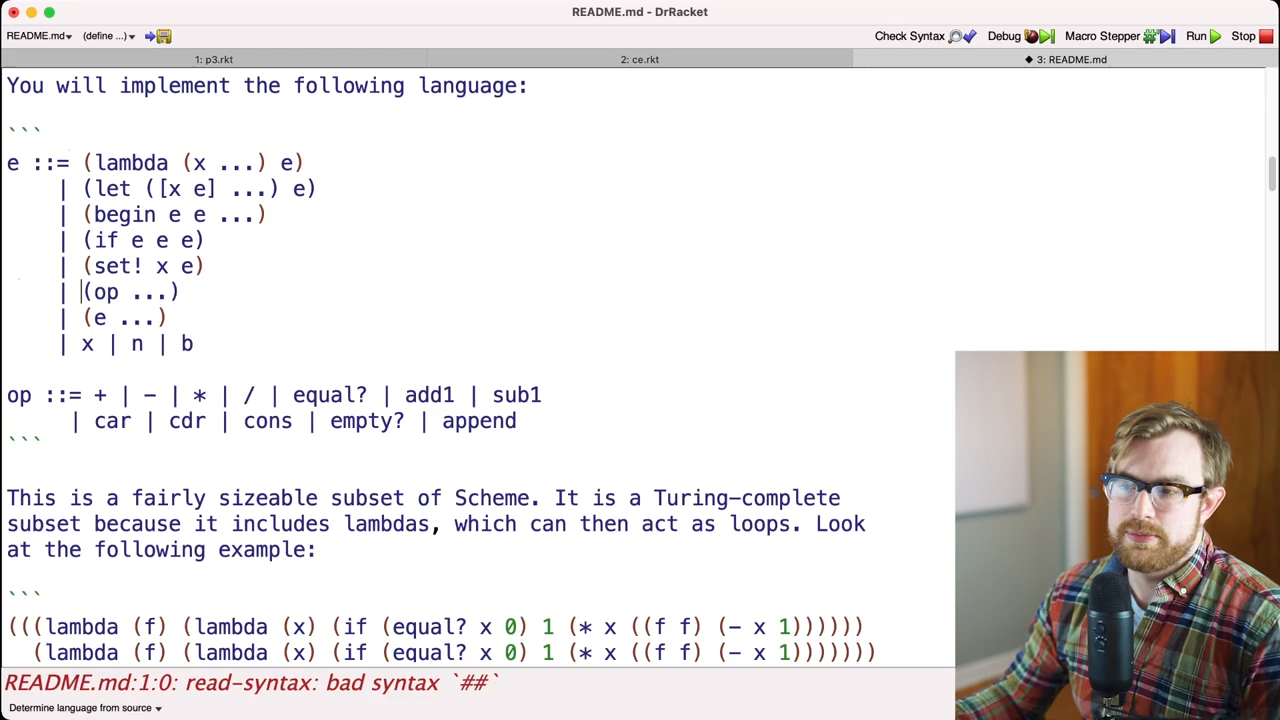 README.md - DrRacket
README.md (define ...) Check Syntax Debug Macro Stepper Run Stop
1: p3.rkt 2: ce.rkt ◆ 3: README.md
You will implement the following language:
```
e ::= (lambda (x ...) e)
| (let ([x e] ...) e)
| (begin e e ...)
| (if e e e)
| (set! x e)
| (op ...)
| (e ...)
| x | n | b
op ::= + | - | * | / | equal? | add1 | sub1
| car | cdr | cons | empty? | append
```
This is a fairly sizeable subset of Scheme. It is a Turing-complete
subset because it includes lambdas, which can then act as loops. Look
at the following example:
```
(((lambda (f) (lambda (x) (if (equal? x 0) 1 (* x ((f f) (- x 1))))))
(lambda (f) (lambda (x) (if (equal? x 0) 1 (* x ((f f) (- x 1)))))))
README.md:1:0: read-syntax: bad syntax `##`
Determine language from source